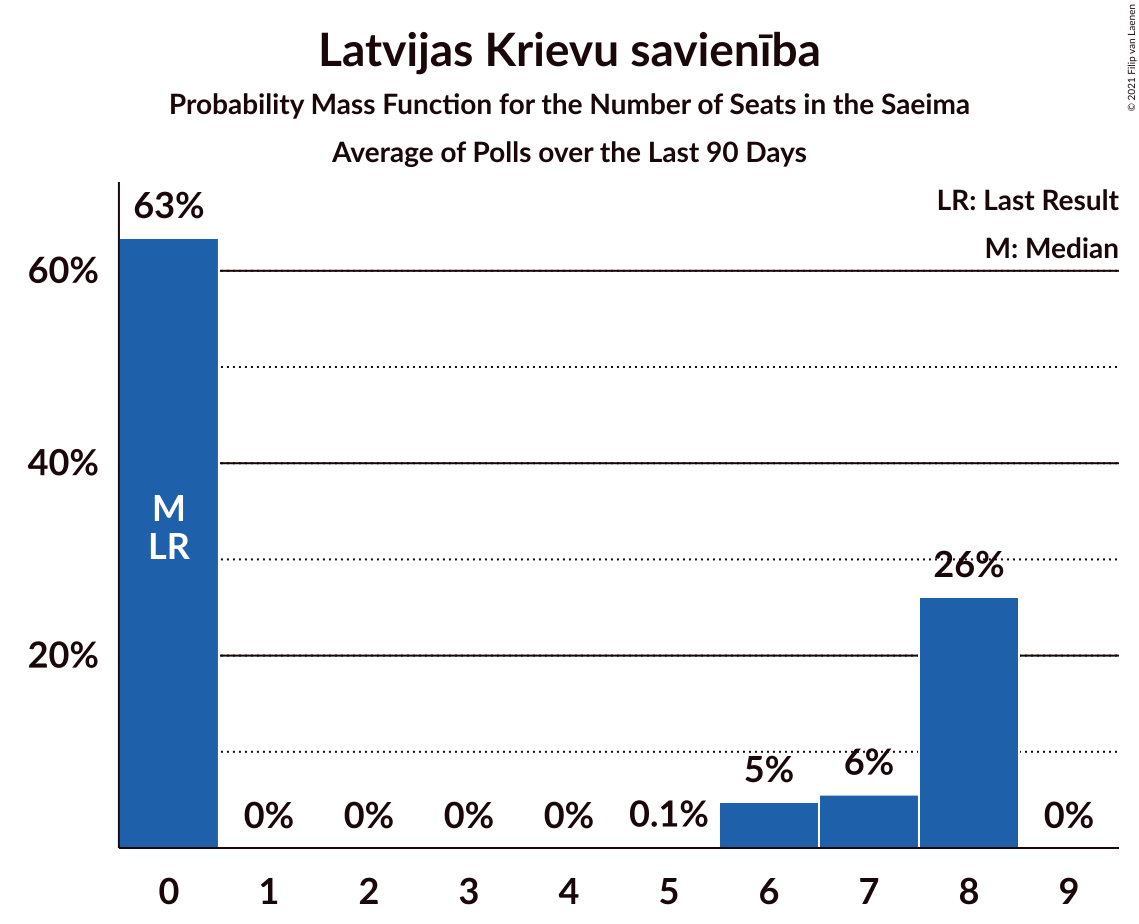 Latvijas Krievu savienība
Probability Mass Function for the Number of Seats in the Saeima
Average of Polls over the Last 90 Days
© 2021 Filip van Laenen
LR: Last Result
M: Median
63%
60%
40%
20%
M
LR
0%
0%
0%
0%
0.1%
5%
6%
26%
0%
0
1
2
3
4
5
6
7
8
9